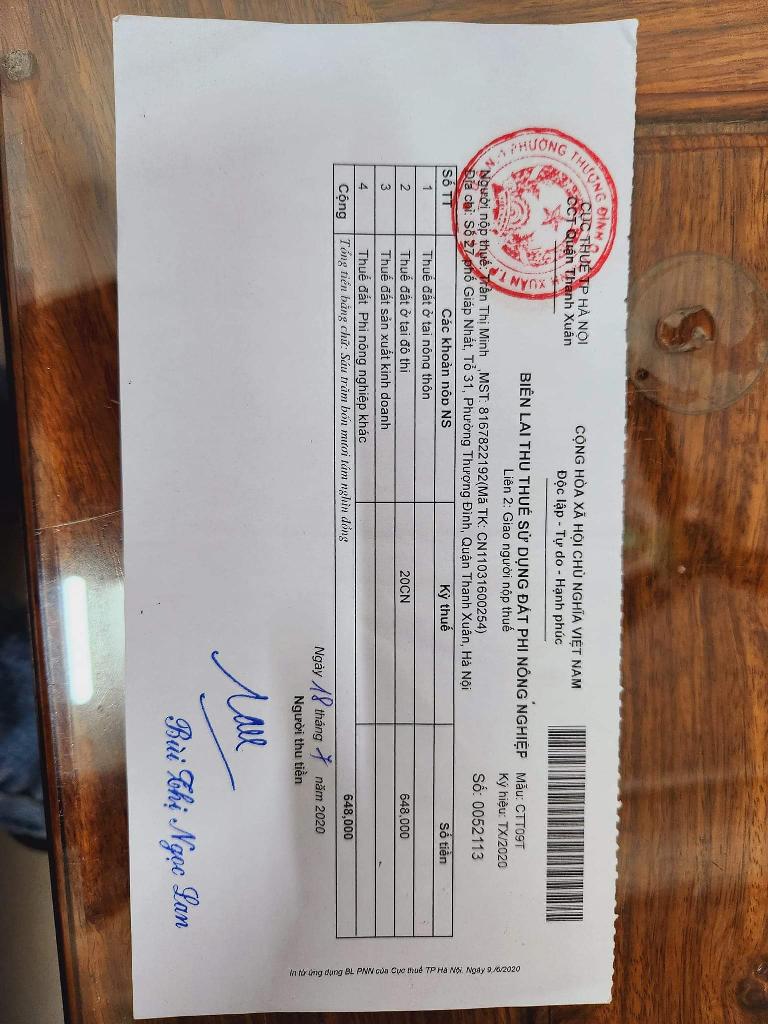 CỤC THUẾ TP HÀ NỘI
CCT Quận Thanh Xuân
CỘNG HÒA XÃ HỘI CHỦ NGHĨA VIỆT NAM
Độc lập - Tự do - Hạnh phúc
BIÊN LAI THU THUẾ SỬ DỤNG ĐẤT PHI NÔNG NGHIỆP
Liên 2: Giao người nộp thuế
Mẫu: CTT09T
Ký hiệu: TX/2020
Số: 0052113
PHƯỜNG THƯỢNG ĐÌNH
XUÂN T.P
Người nộp thuế: Trần Thị Minh ,MST: 8167822192(Mã TK: CN11031600254)
Địa chỉ: Số 27 phố Giáp Nhất, Tổ 31, Phường Thượng Đình, Quận Thanh Xuân, Hà Nội
Số TT Các khoản nộp NS Kỳ thuế Số tiền
1 Thuế đất ở tại nông thôn
2 Thuế đất ở tại đô thị 20CN 648,000
3 Thuế đất sản xuất kinh doanh
4 Thuế đất Phi nông nghiệp khác
Cộng 648,000
Tổng tiền bằng chữ: Sáu trăm bốn mươi tám nghìn đồng
Ngày 18 tháng 7 năm 2020
Người thu tiền
Bùi Thị Ngọc Lan
In từ ứng dụng BL PNN của Cục thuế TP Hà Nội. Ngày 9./6/2020